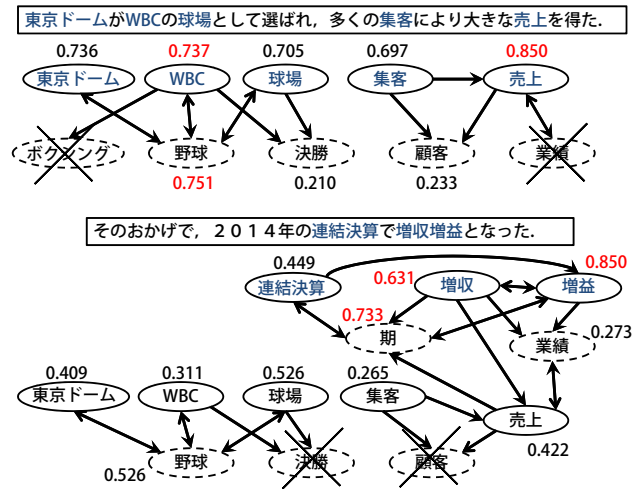 東京ドームがWBCの球場として選ばれ，多くの集客により大きな売上を得た．
0.736 0.737 0.705 0.697 0.850
東京ドーム WBC 球場 集客 売上
ボクシング 野球 決勝 顧客 業績
0.751 0.210 0.233
そのおかげで，２０１４年の連結決算で増収増益となった．
0.449 0.631 0.850
連結決算 増収 増益
0.733 0.273
期 業績
0.409 0.311 0.526 0.265
東京ドーム WBC 球場 集客
売上
0.526 0.422
野球 決勝 顧客